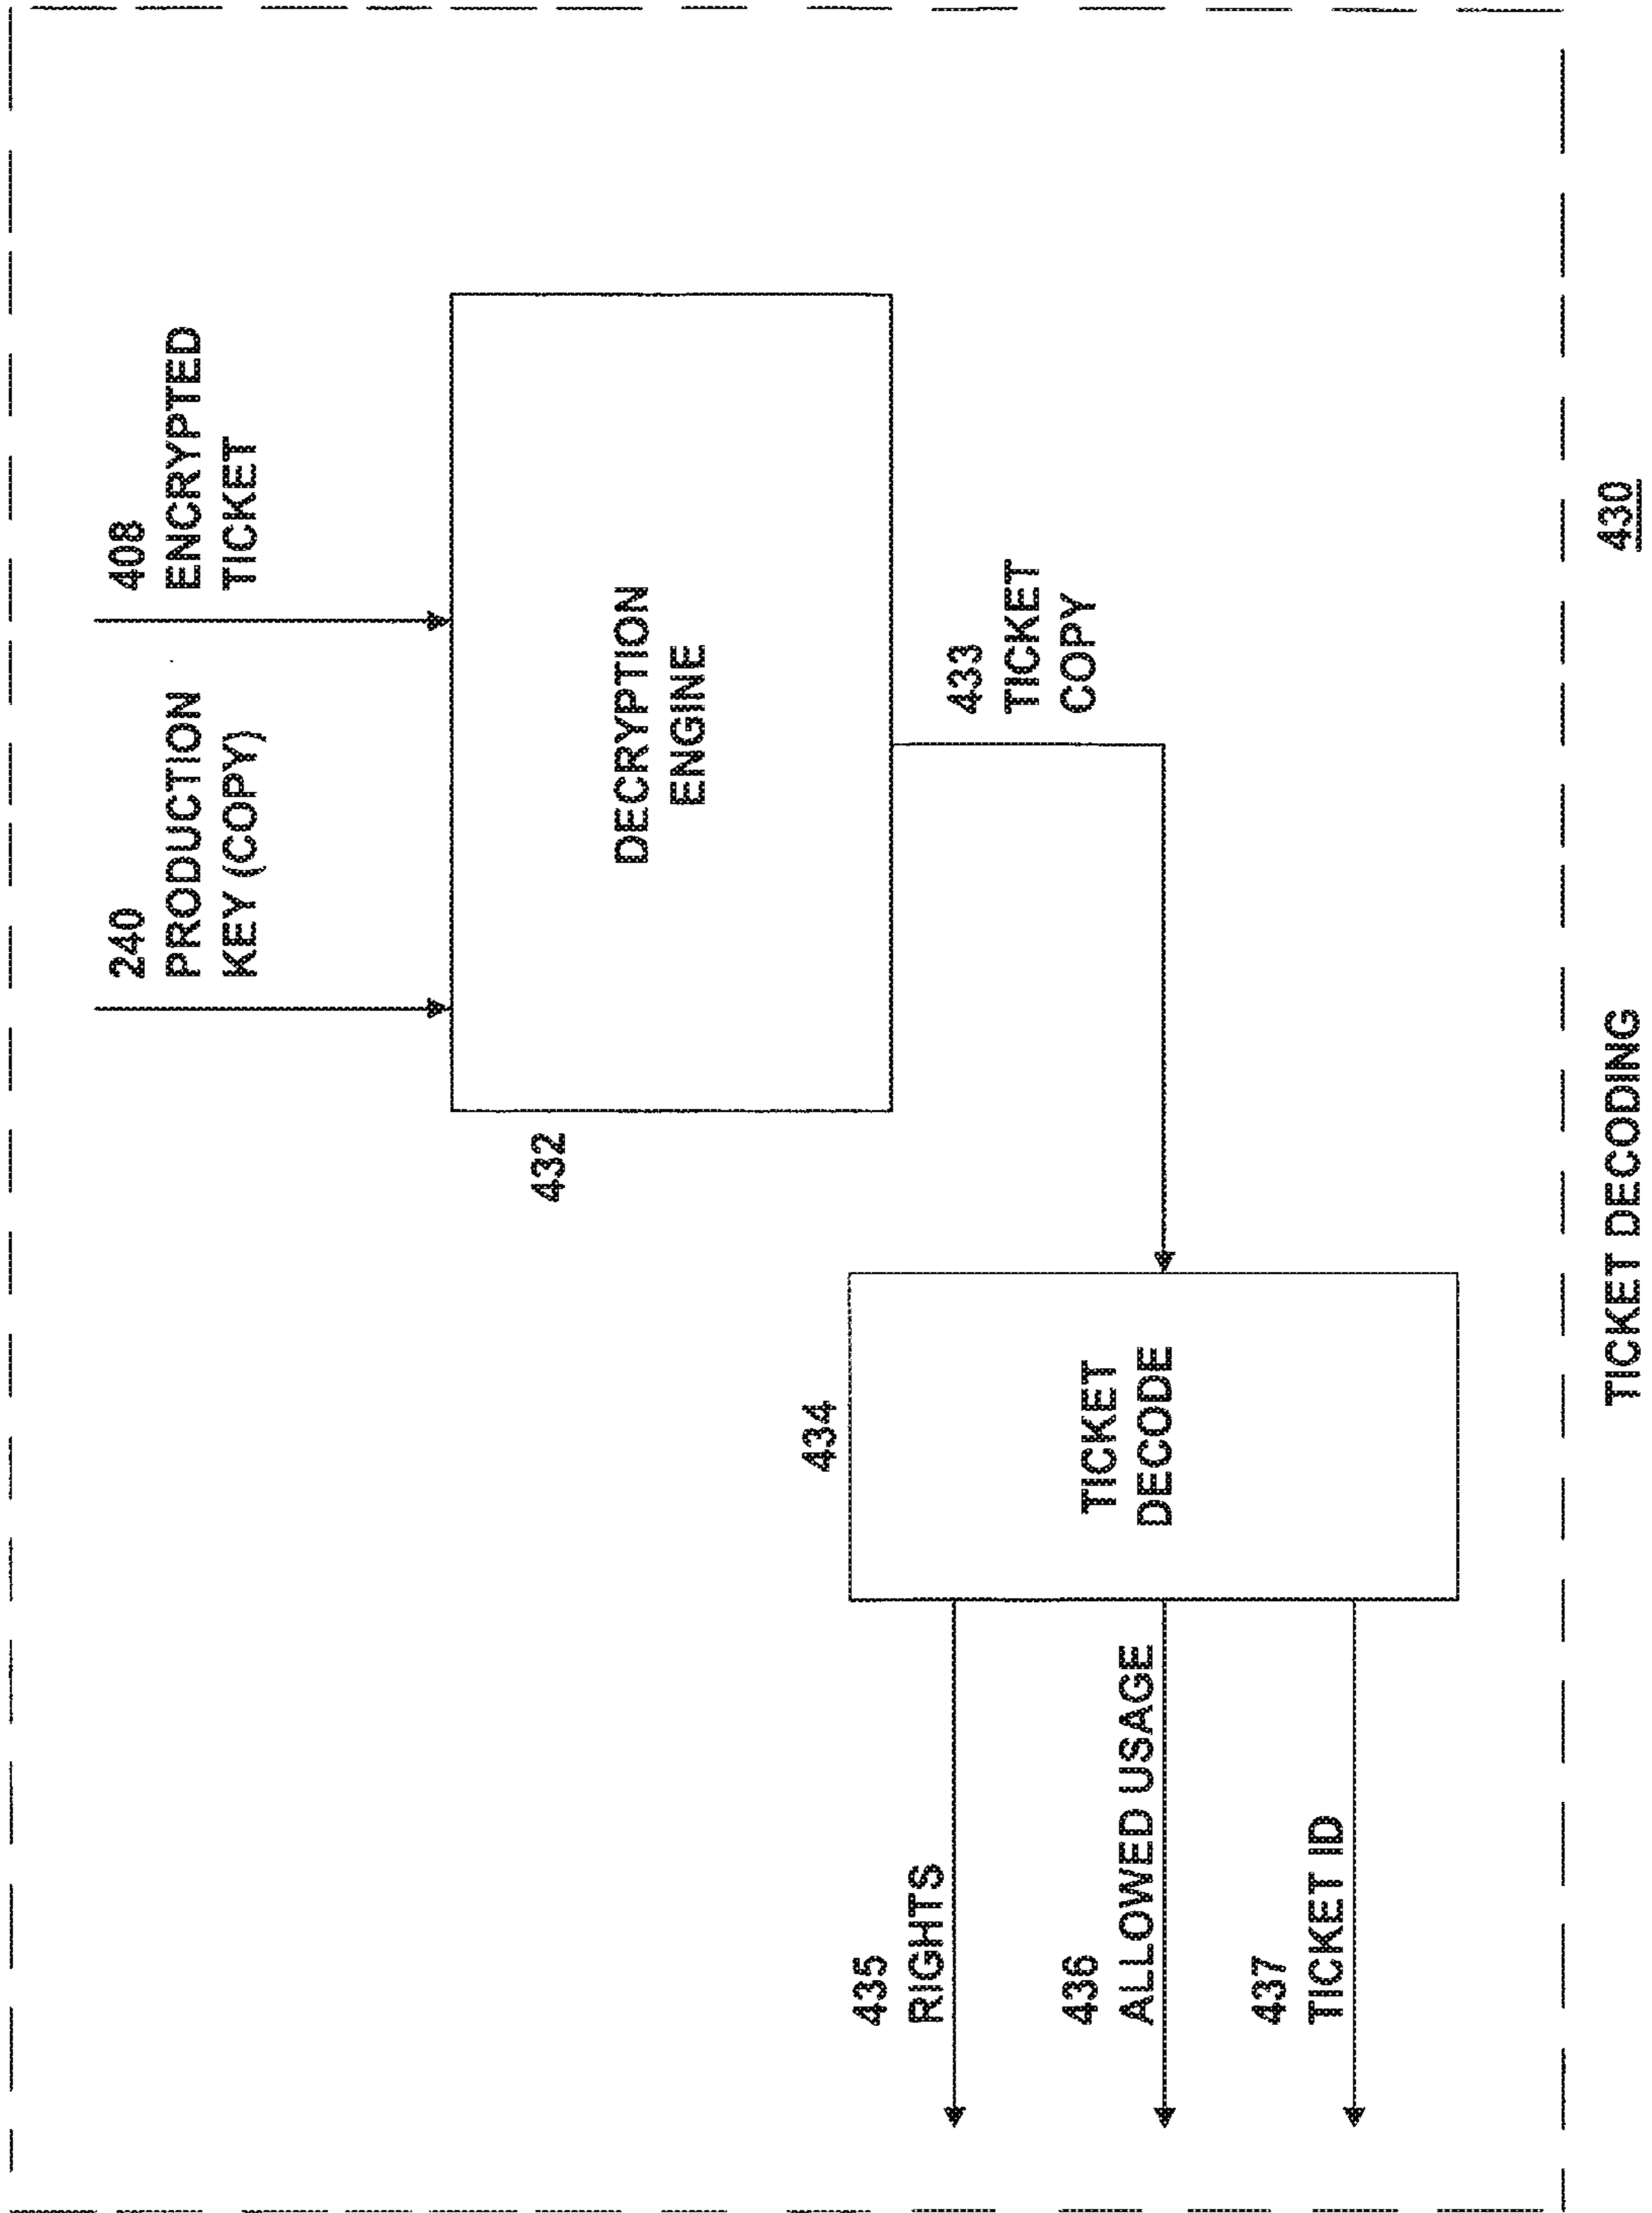 240
PRODUCTION
KEY (COPY)
408
ENCRYPTED
TICKET
432
DECRYPTION
ENGINE
433
TICKET
COPY
434
TICKET
DECODE
435
RIGHTS
436
ALLOWED USAGE
437
TICKET ID
TICKET DECODING
430